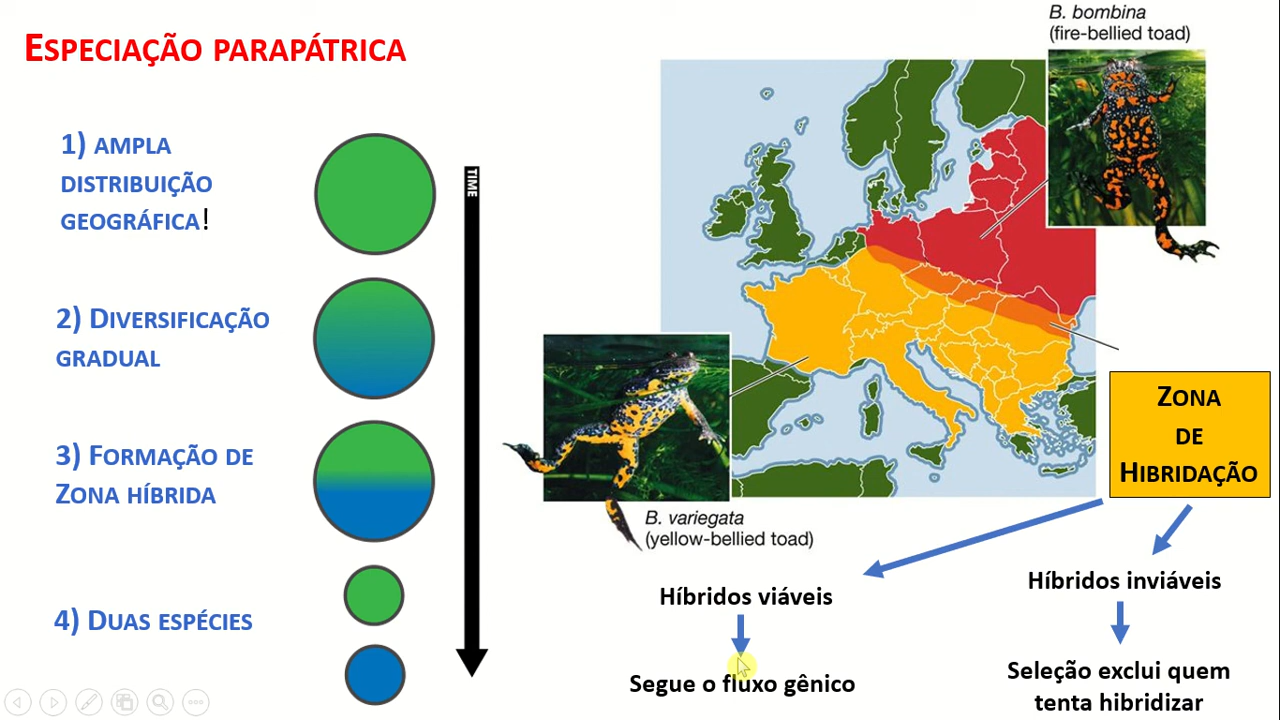 ESPECIAÇÃO PARAPÁTRICA
1) AMPLA
DISTRIBUIÇÃO
GEOGRÁFICA!
2) DIVERSIFICAÇÃO
GRADUAL
3) FORMAÇÃO DE
ZONA HÍBRIDA
4) DUAS ESPÉCIES
TIME
B. bombina
(fire-bellied toad)
B. variegata
(yellow-bellied toad)
ZONA
DE
HIBRIDAÇÃO
Híbridos viáveis
Segue o fluxo gênico
Híbridos inviáveis
Seleção exclui quem
tenta hibridizar